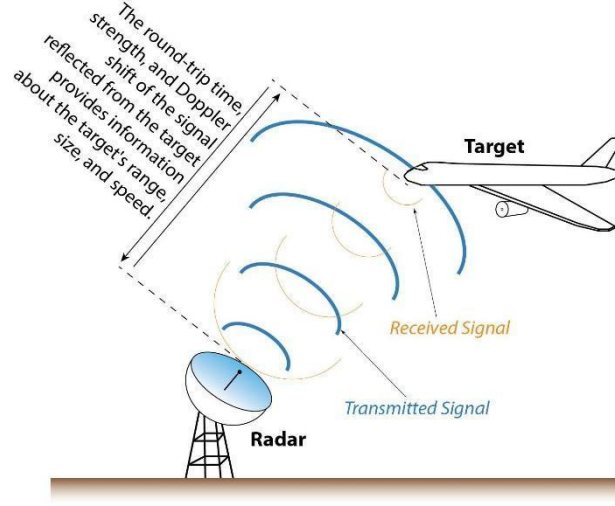 The round-trip time,
strength, and Doppler
shift of the signal
reflected from the target
provides information
about the target's range,
size, and speed.
Target
Received Signal
Transmitted Signal
Radar